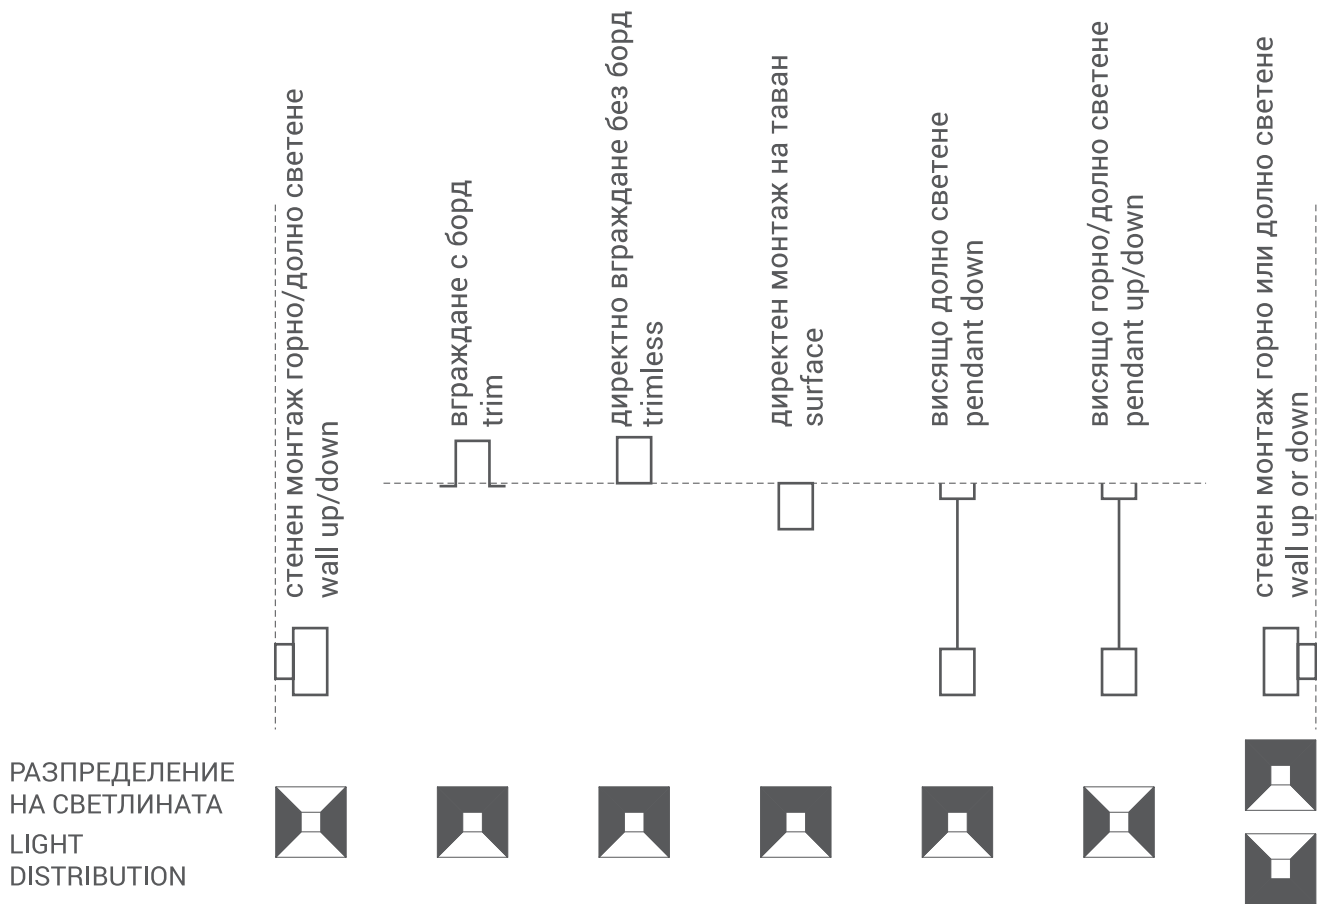 стенен монтаж горно/долно светене
wall up/down
вграждане с борд
trim
директно вграждане без борд
trimless
директен монтаж на таван
surface
висящо долно светене
pendant down
висящо горно/долно светене
pendant up/down
стенен монтаж горно или долно светене
wall up or down
РАЗПРЕДЕЛЕНИЕ
НА СВЕТЛИНАТА
LIGHT
DISTRIBUTION